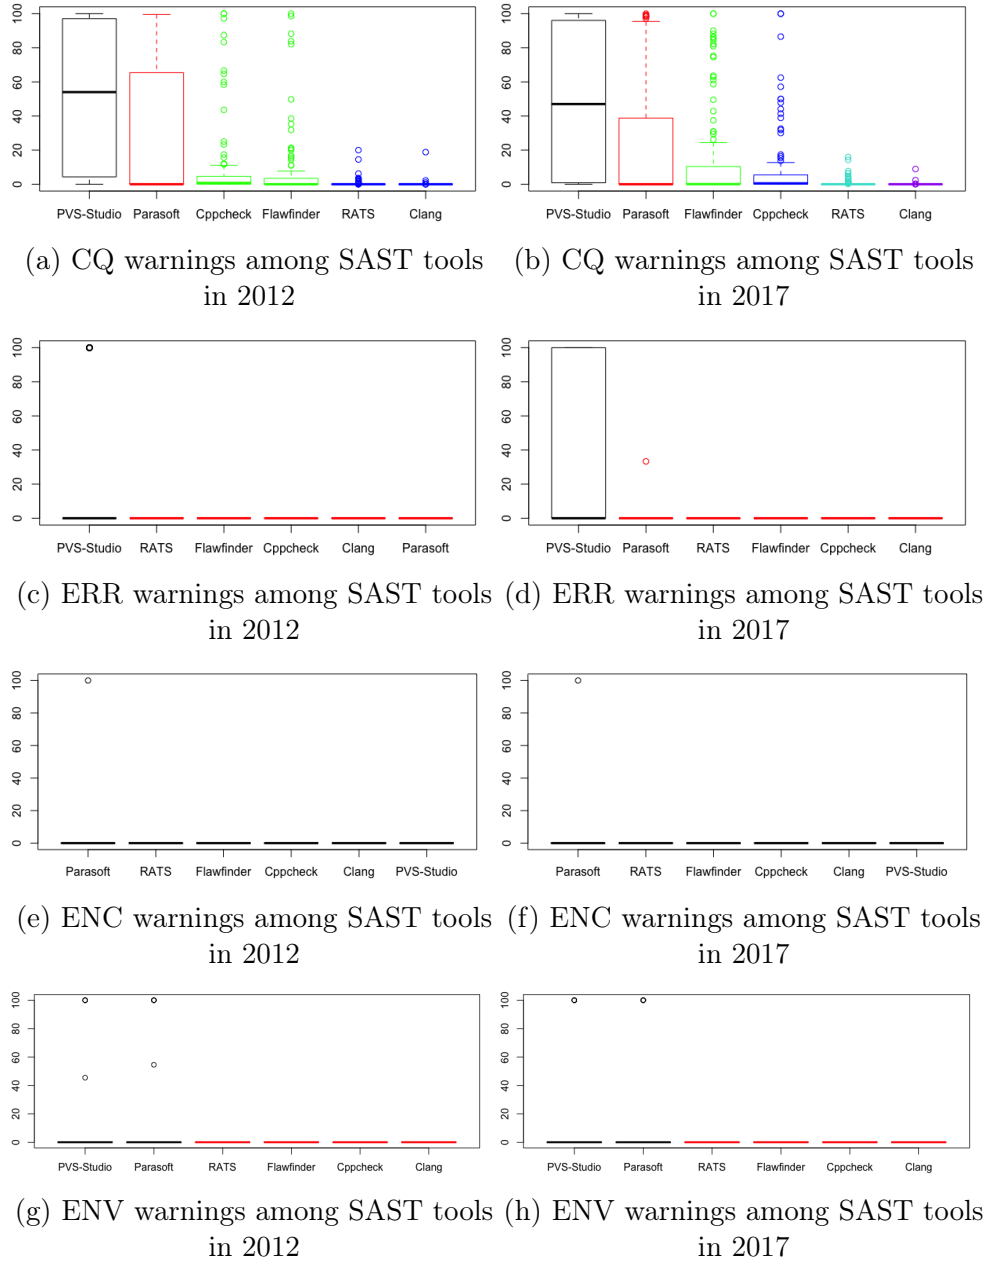 0 20 40 60 80 100
PVS-Studio Parasoft Cppcheck Flawfinder RATS Clang
(a) CQ warnings among SAST tools
in 2012
0 20 40 60 80 100
PVS-Studio Parasoft Flawfinder Cppcheck RATS Clang
(b) CQ warnings among SAST tools
in 2017
0 20 40 60 80 100
PVS-Studio RATS Flawfinder Cppcheck Clang Parasoft
(c) ERR warnings among SAST tools
in 2012
0 20 40 60 80 100
PVS-Studio Parasoft RATS Flawfinder Cppcheck Clang
(d) ERR warnings among SAST tools
in 2017
0 20 40 60 80 100
Parasoft RATS Flawfinder Cppcheck Clang PVS-Studio
(e) ENC warnings among SAST tools
in 2012
0 20 40 60 80 100
Parasoft RATS Flawfinder Cppcheck Clang PVS-Studio
(f) ENC warnings among SAST tools
in 2017
0 20 40 60 80 100
PVS-Studio Parasoft RATS Flawfinder Cppcheck Clang
(g) ENV warnings among SAST tools
in 2012
0 20 40 60 80 100
PVS-Studio Parasoft RATS Flawfinder Cppcheck Clang
(h) ENV warnings among SAST tools
in 2017